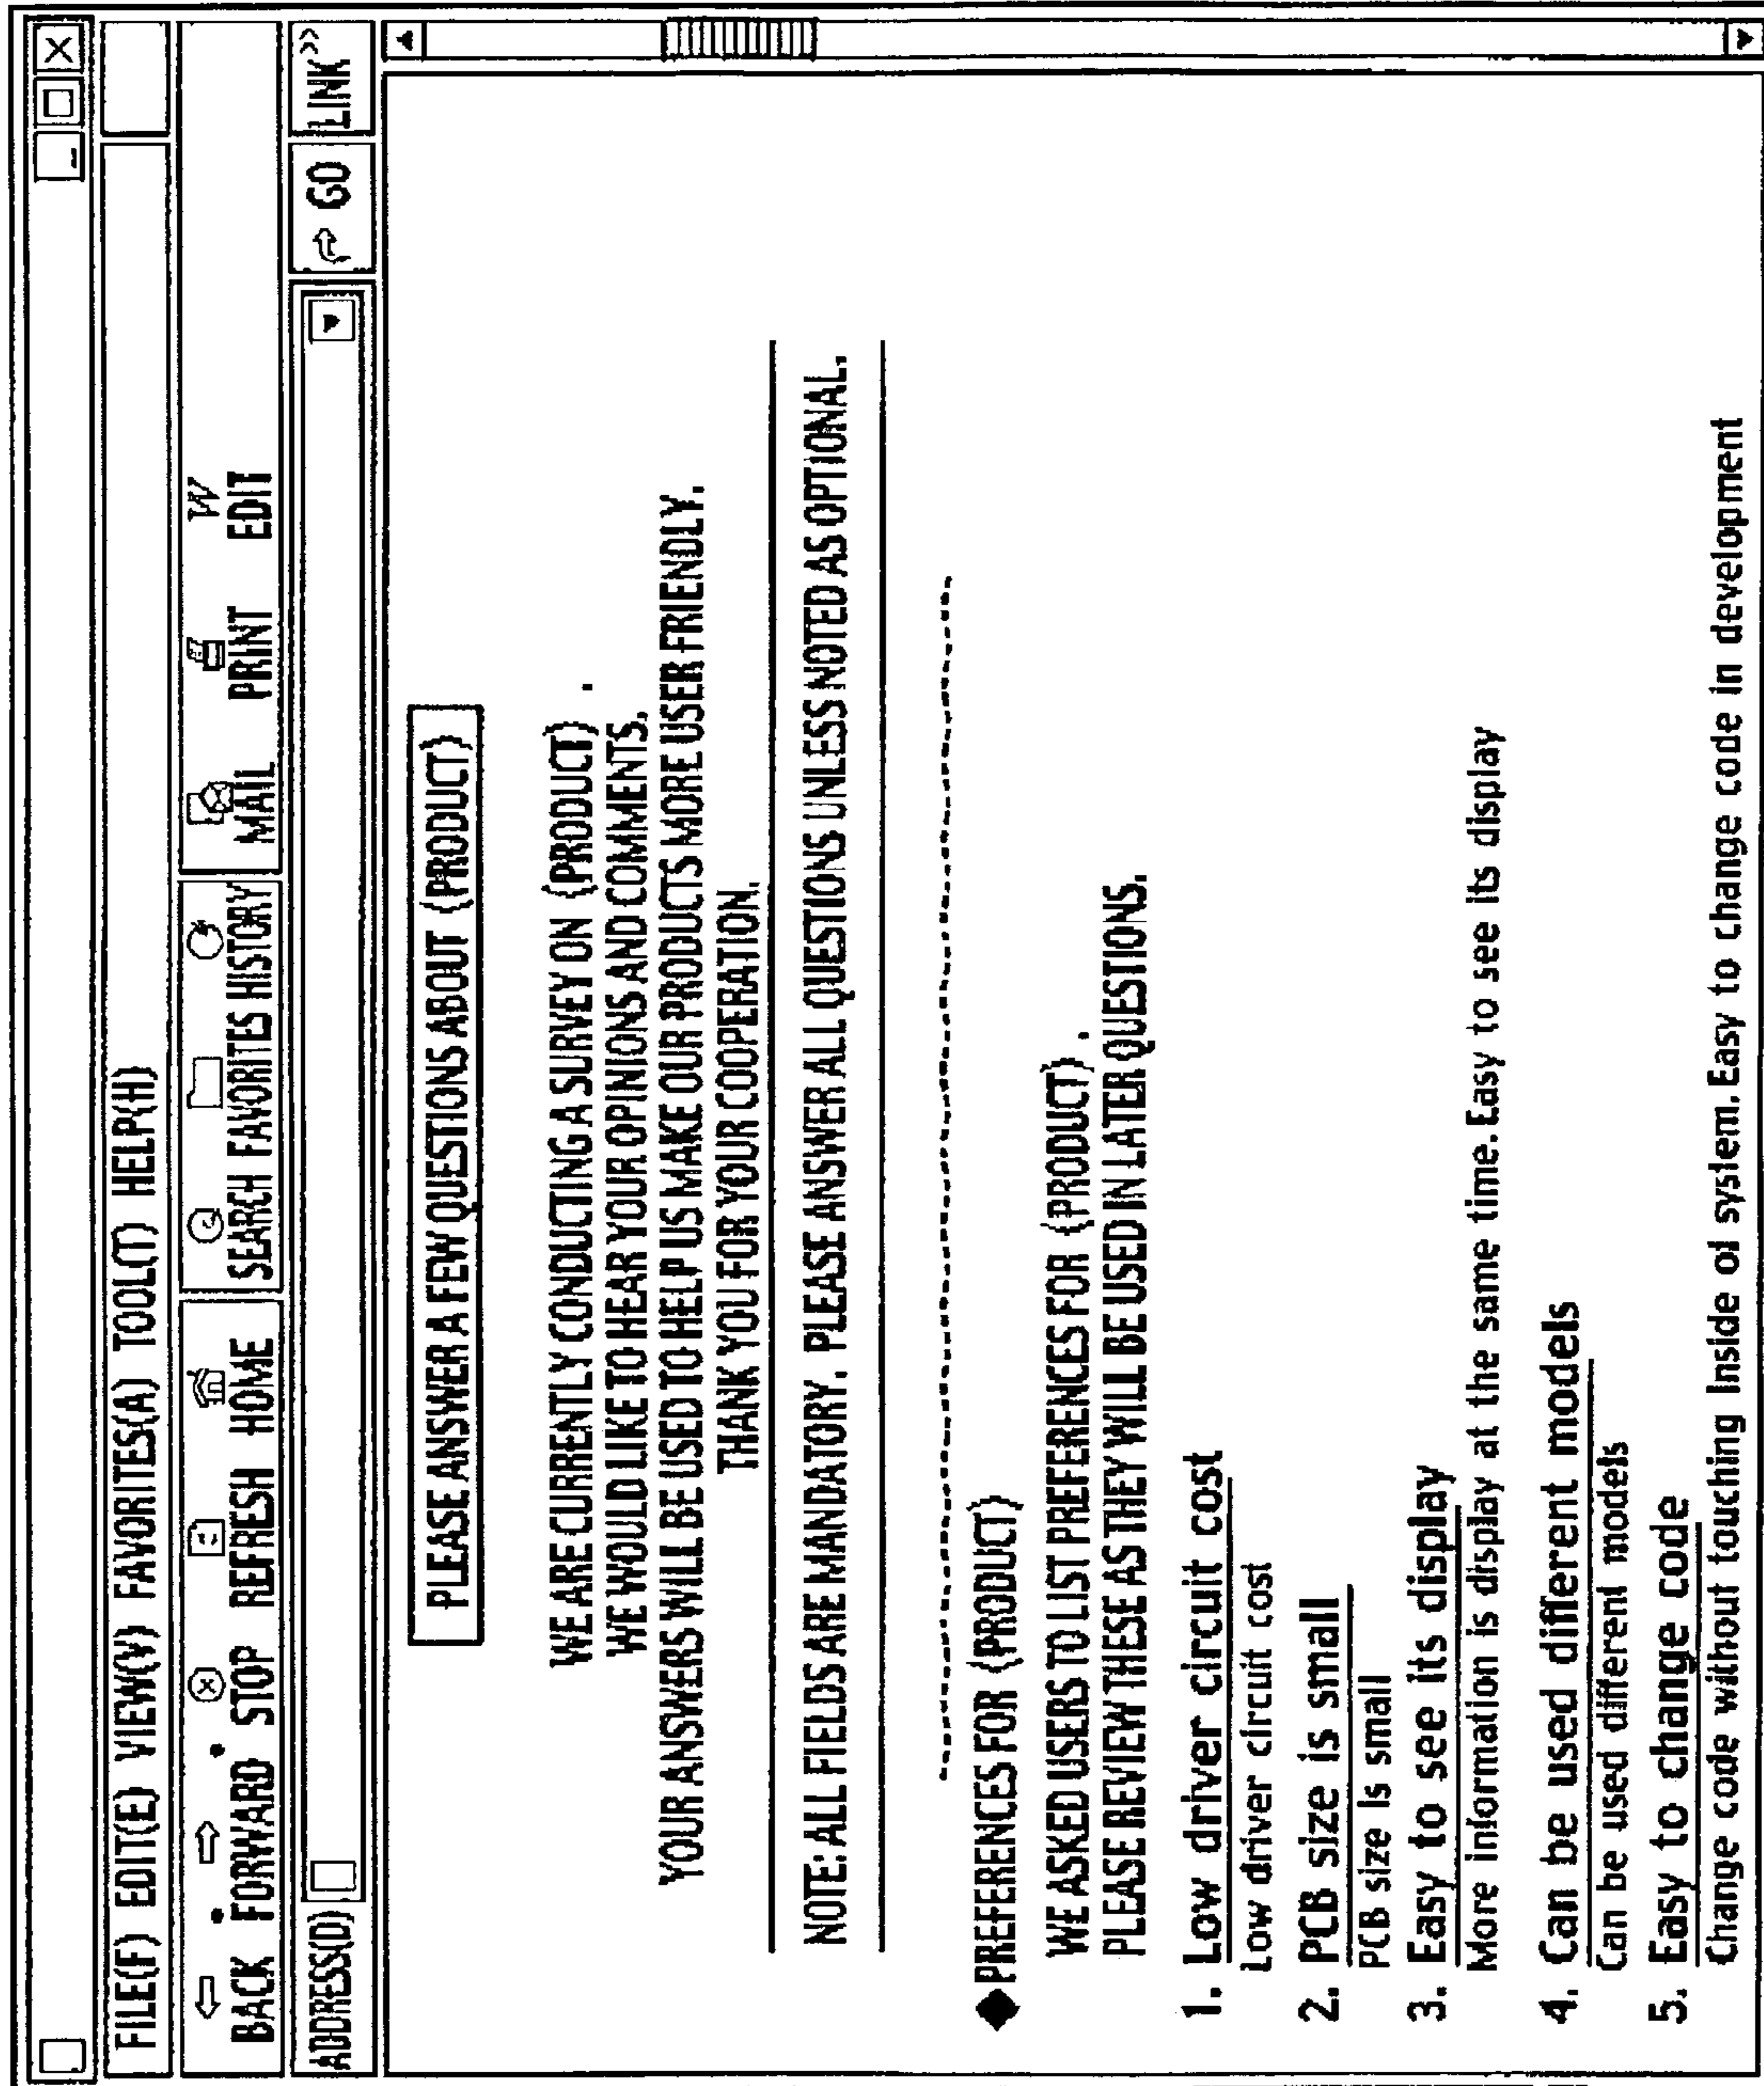 FILE(F) EDIT(E) VIEW(V) FAVORITES(A) TOOL(T) HELP(H)
BACK FORWARD STOP REFRESH HOME SEARCH FAVORITES HISTORY MAIL PRINT EDIT
ADDRESS(D) GO LINK »
PLEASE ANSWER A FEW QUESTIONS ABOUT {PRODUCT}
WE ARE CURRENTLY CONDUCTING A SURVEY ON {PRODUCT} .
WE WOULD LIKE TO HEAR YOUR OPINIONS AND COMMENTS.
YOUR ANSWERS WILL BE USED TO HELP US MAKE OUR PRODUCTS MORE USER FRIENDLY.
THANK YOU FOR YOUR COOPERATION.
NOTE: ALL FIELDS ARE MANDATORY. PLEASE ANSWER ALL QUESTIONS UNLESS NOTED AS OPTIONAL.
◆PREFERENCES FOR {PRODUCT}
WE ASKED USERS TO LIST PREFERENCES FOR {PRODUCT} .
PLEASE REVIEW THESE AS THEY WILL BE USED IN LATER QUESTIONS.
1. Low driver circuit cost
Low driver circuit cost
2. PCB size is small
PCB size is small
3. Easy to see its display
More information is display at the same time. Easy to see its display
4. Can be used different models
Can be used different models
5. Easy to change code
Change code without touching Inside of system. Easy to change code in development